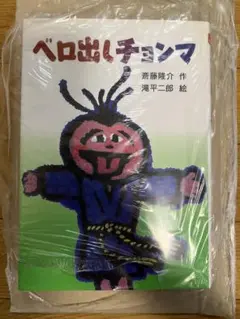 ベロ出しチョンマ
斎藤隆介 作
滝平二郎 絵